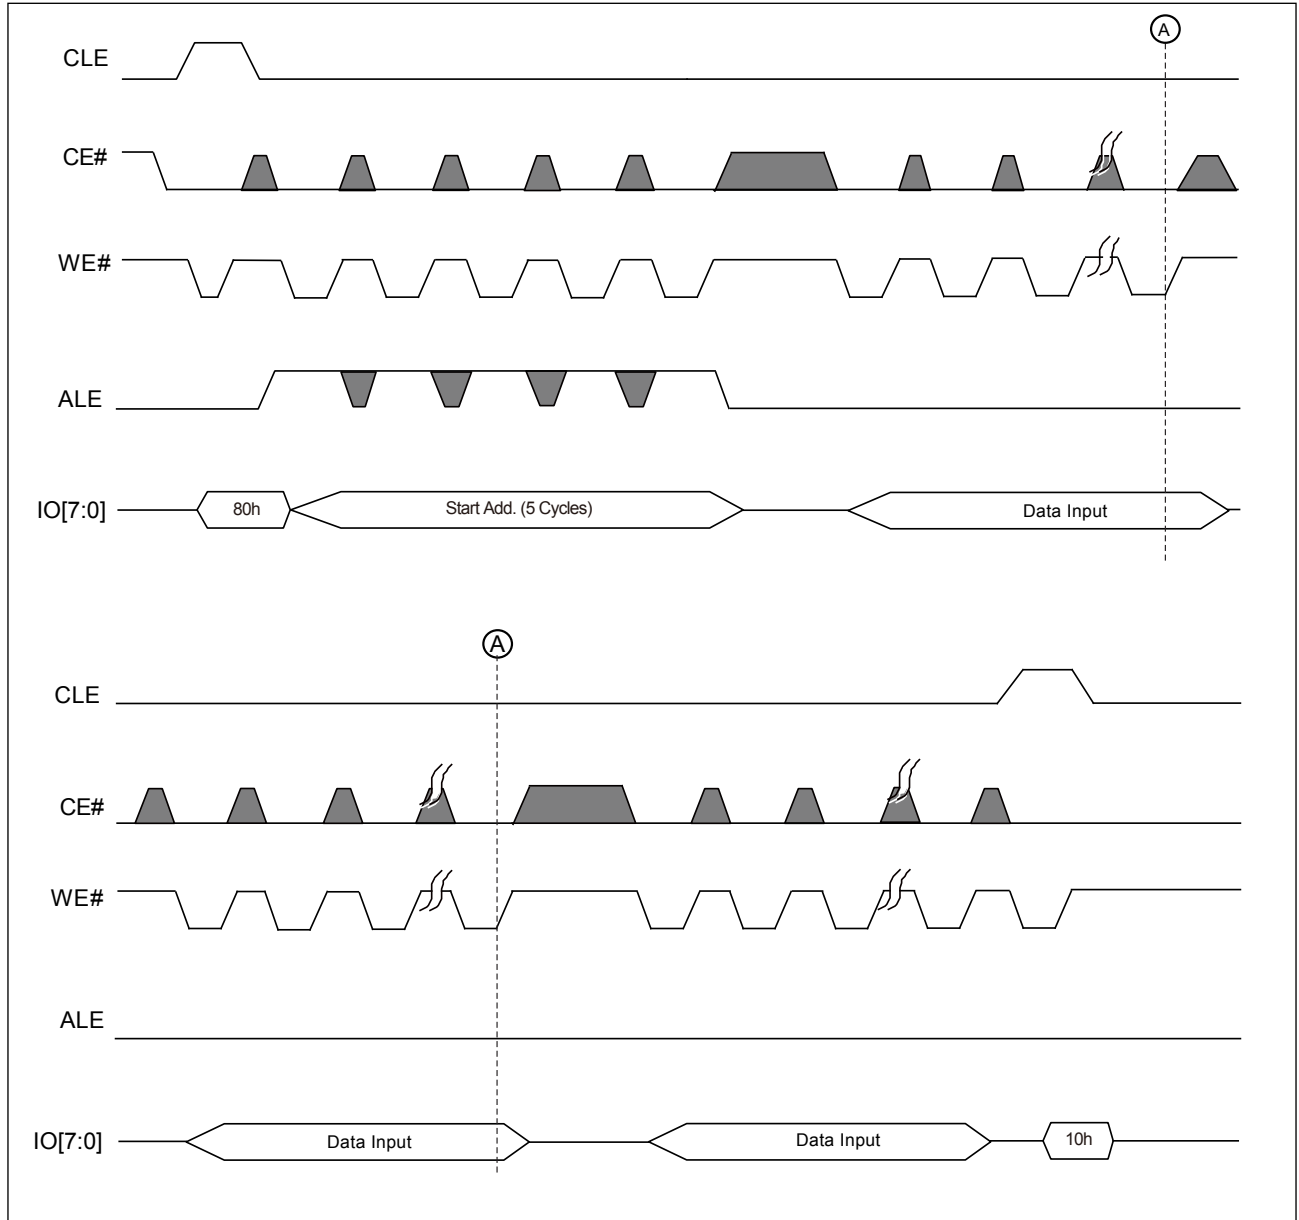 A
CLE
CE#
WE#
ALE
IO[7:0]
80h
Start Add. (5 Cycles)
Data Input
A
CLE
CE#
WE#
ALE
IO[7:0]
Data Input
Data Input
10h